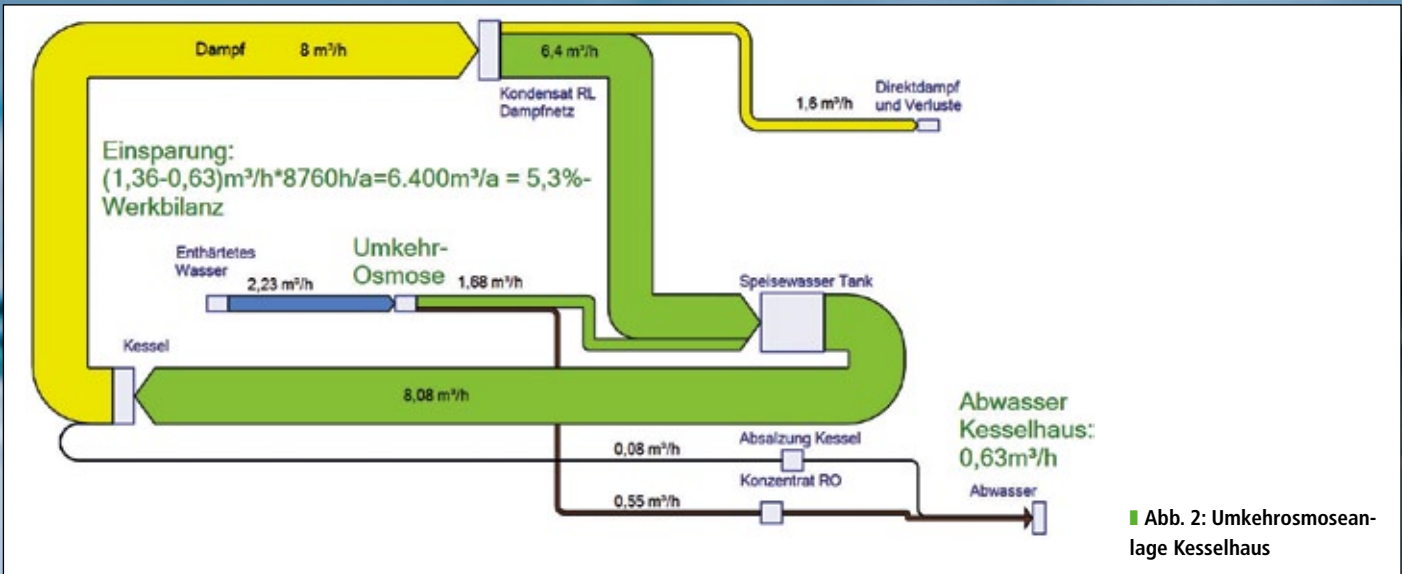 Dampf 8 m³/h
6,4 m³/h
Kondensat RL
Dampfnetz
1,6 m³/h
Direktdampf
und Verluste
Einsparung:
(1,36-0,63)m³/h*8760h/a=6.400m³/a = 5,3%-
Werkbilanz
Enthärtetes
Wasser
2,23 m³/h
Umkehr-
Osmose
1,68 m³/h
Speisewasser Tank
Kessel
8,08 m³/h
Absalzung Kessel
0,08 m³/h
Konzentrat RO
0,55 m³/h
Abwasser
Kesselhaus:
0,63m³/h
Abwasser
Abb. 2: Umkehrosmosean-
lage Kesselhaus